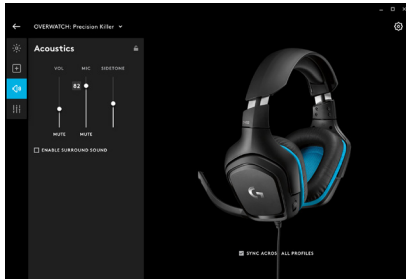 OVERWATCH: Precision Killer
Acoustics
VOL MIC SIDETONE
82
MUTE MUTE
ENABLE SURROUND SOUND
SYNC ACROSS ALL PROFILES